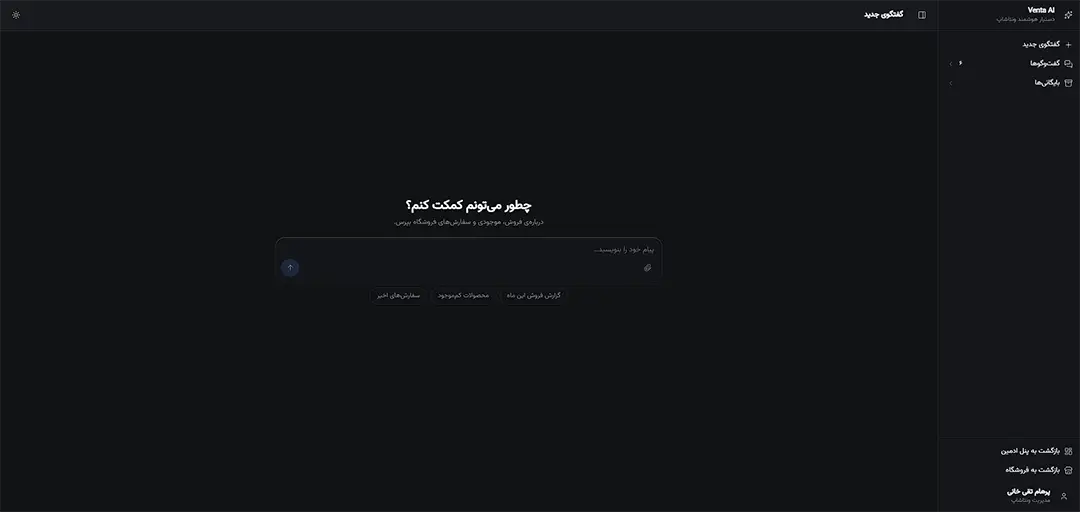 Venta AI
دستیار هوشمند ونتاشاپ
گفتگوی جدید
گفت‌وگوها
۶
بایگانی‌ها
گفتگوی جدید
چطور می‌تونم کمکت کنم؟
درباره‌ی فروش، موجودی و سفارش‌های فروشگاه بپرس.
پیام خود را بنویسید...
گزارش فروش این ماه
محصولات کم‌موجود
سفارش‌های اخیر
بازگشت به پنل ادمین
بازگشت به فروشگاه
پرهام تقی خانی
مدیریت ونتاشاپ